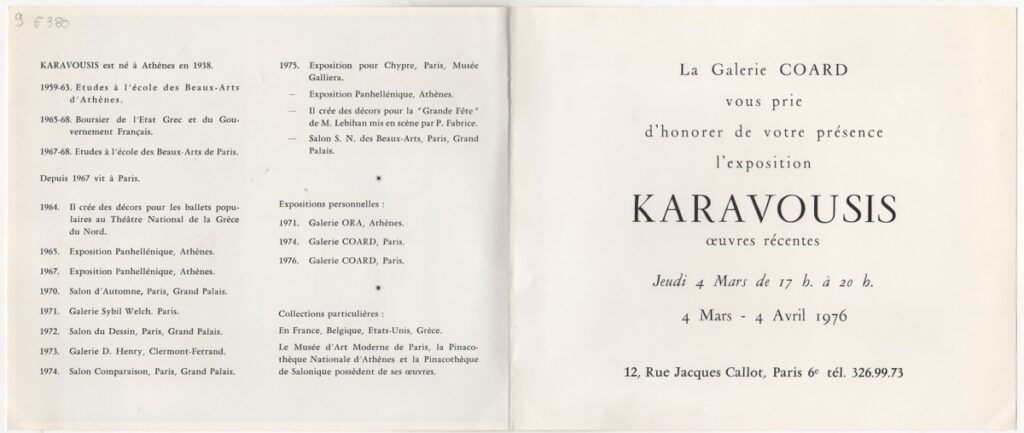 9 6380
KARAVOUSIS est né à Athènes en 1938.
1959-63. Etudes à l'école des Beaux-Arts
d'Athènes.
1965-68. Boursier de l'Etat Grec et du Gou-
vernement Français.
1967-68. Etudes à l'école des Beaux-Arts de Paris.
Depuis 1967 vit à Paris.
1964. Il crée des décors pour les ballets popu-
laires au Théâtre National de la Grèce
du Nord.
1965. Exposition Panhellénique, Athènes.
1967. Exposition Panhellénique, Athènes.
1970. Salon d'Automne, Paris, Grand Palais.
1971. Galerie Sybil Welch. Paris.
1972. Salon du Dessin, Paris, Grand Palais.
1973. Galerie D. Henry, Clermont-Ferrand.
1974. Salon Comparaison, Paris, Grand Palais.
1975. Exposition pour Chypre, Paris, Musée
Galliera.
— Exposition Panhellénique, Athènes.
— Il crée des décors pour la "Grande Fête"
de M. Lebihan mis en scène par P. Fabrice.
— Salon S. N. des Beaux-Arts, Paris, Grand
Palais.
*
Expositions personnelles :
1971. Galerie ORA, Athènes.
1974. Galerie COARD, Paris.
1976. Galerie COARD, Paris.
*
Collections particulières :
En France, Belgique, Etats-Unis, Grèce.
Le Musée d'Art Moderne de Paris, la Pinaco-
thèque Nationale d'Athènes et la Pinacothèque
de Salonique possèdent de ses œuvres.
La Galerie COARD
vous prie
d'honorer de votre présence
l'exposition
KARAVOUSIS
œuvres récentes
Jeudi 4 Mars de 17 h. à 20 h.
4 Mars - 4 Avril 1976
12, Rue Jacques Callot, Paris 6e tél. 326.99.73